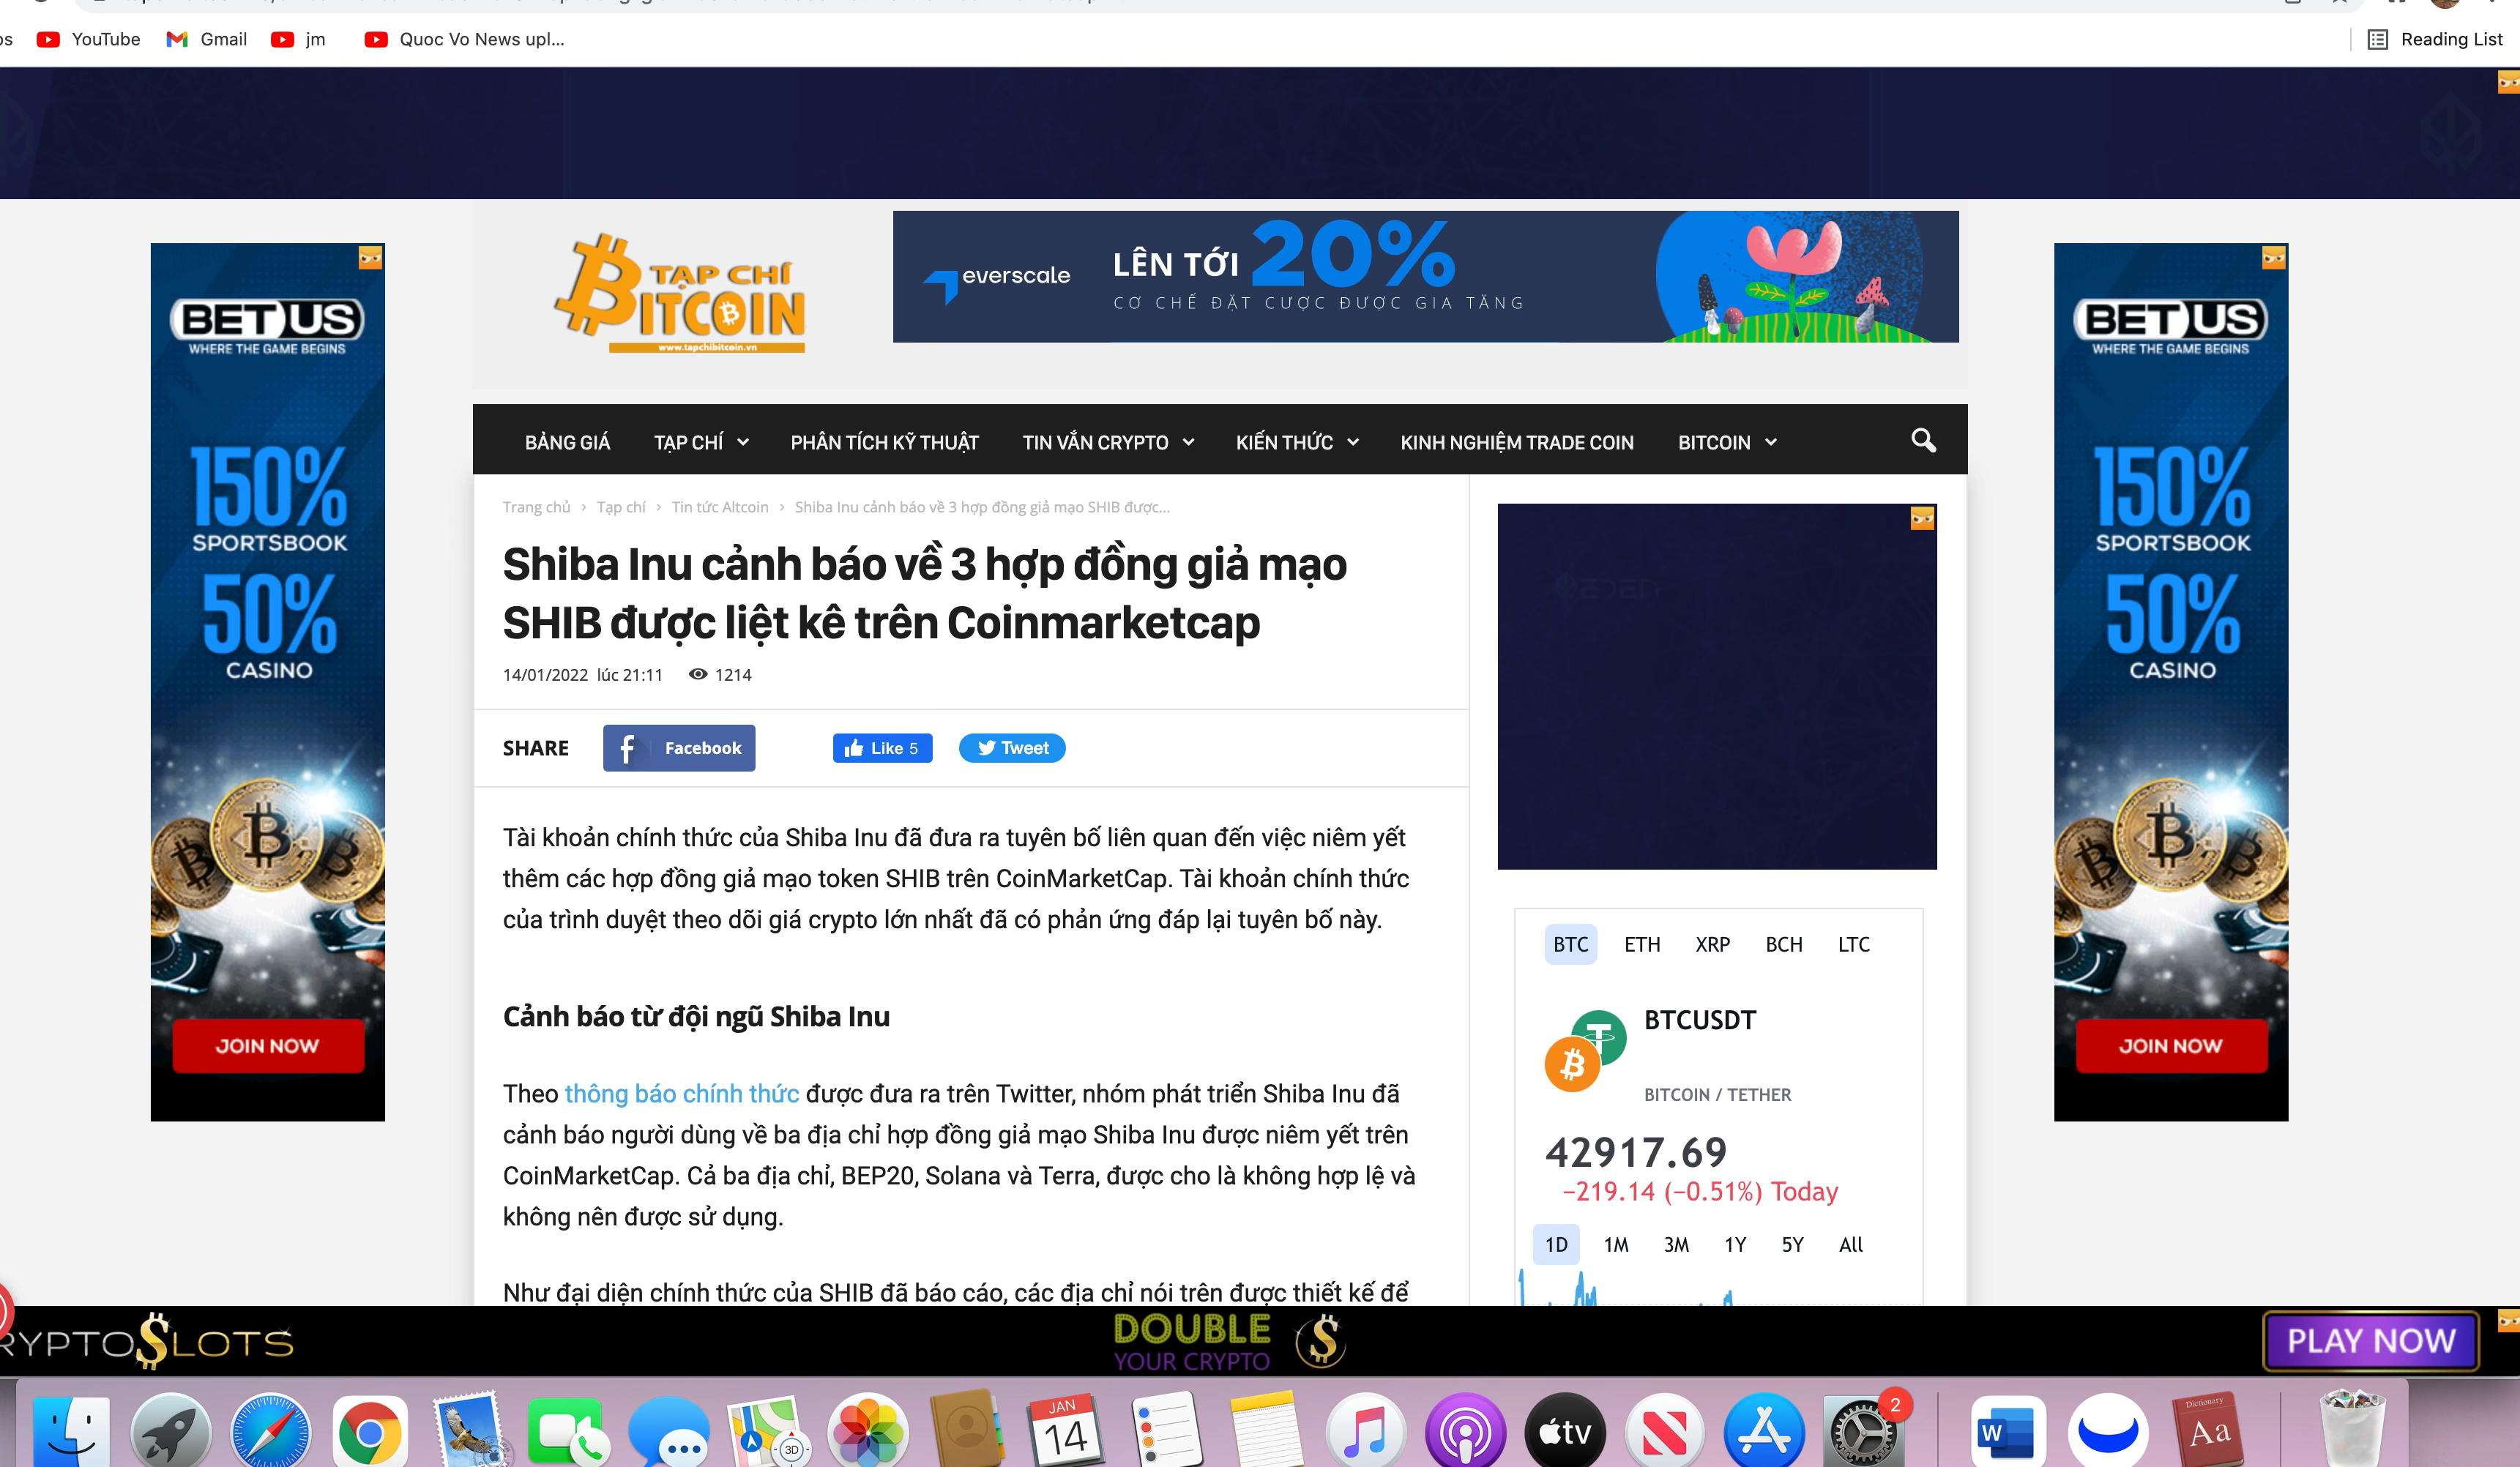 YouTube
Gmail
jm
Quoc Vo News upl...
Reading List
BETUS
WHERE THE GAME BEGINS
150%
SPORTSBOOK
50%
CASINO
JOIN NOW
TẠP CHÍ
BITCOIN
www.tapchibitcoin.vn
everscale
LÊN TỚI 20%
CƠ CHẾ ĐẶT CƯỢC ĐƯỢC GIA TĂNG
BETUS
WHERE THE GAME BEGINS
150%
SPORTSBOOK
50%
CASINO
JOIN NOW
BẢNG GIÁ TẠP CHÍ PHÂN TÍCH KỸ THUẬT TIN VẮN CRYPTO KIẾN THỨC KINH NGHIỆM TRADE COIN BITCOIN
Trang chủ › Tạp chí › Tin tức Altcoin › Shiba Inu cảnh báo về 3 hợp đồng giả mạo SHIB được...
Shiba Inu cảnh báo về 3 hợp đồng giả mạo
SHIB được liệt kê trên Coinmarketcap
14/01/2022 lúc 21:11 1214
SHARE Facebook Like 5 Tweet
Tài khoản chính thức của Shiba Inu đã đưa ra tuyên bố liên quan đến việc niêm yết
thêm các hợp đồng giả mạo token SHIB trên CoinMarketCap. Tài khoản chính thức
của trình duyệt theo dõi giá crypto lớn nhất đã có phản ứng đáp lại tuyên bố này.
Cảnh báo từ đội ngũ Shiba Inu
Theo thông báo chính thức được đưa ra trên Twitter, nhóm phát triển Shiba Inu đã
cảnh báo người dùng về ba địa chỉ hợp đồng giả mạo Shiba Inu được niêm yết trên
CoinMarketCap. Cả ba địa chỉ, BEP20, Solana và Terra, được cho là không hợp lệ và
không nên được sử dụng.
Như đại diện chính thức của SHIB đã báo cáo, các địa chỉ nói trên được thiết kế để
BTC ETH XRP BCH LTC
BTCUSDT
BITCOIN / TETHER
42917.69
−219.14 (−0.51%) Today
1D 1M 3M 1Y 5Y All
RYPTO$LOTS
DOUBLE
YOUR CRYPTO
$
PLAY NOW
3D
JAN
14
tv
2
W
Dictionary
Aa